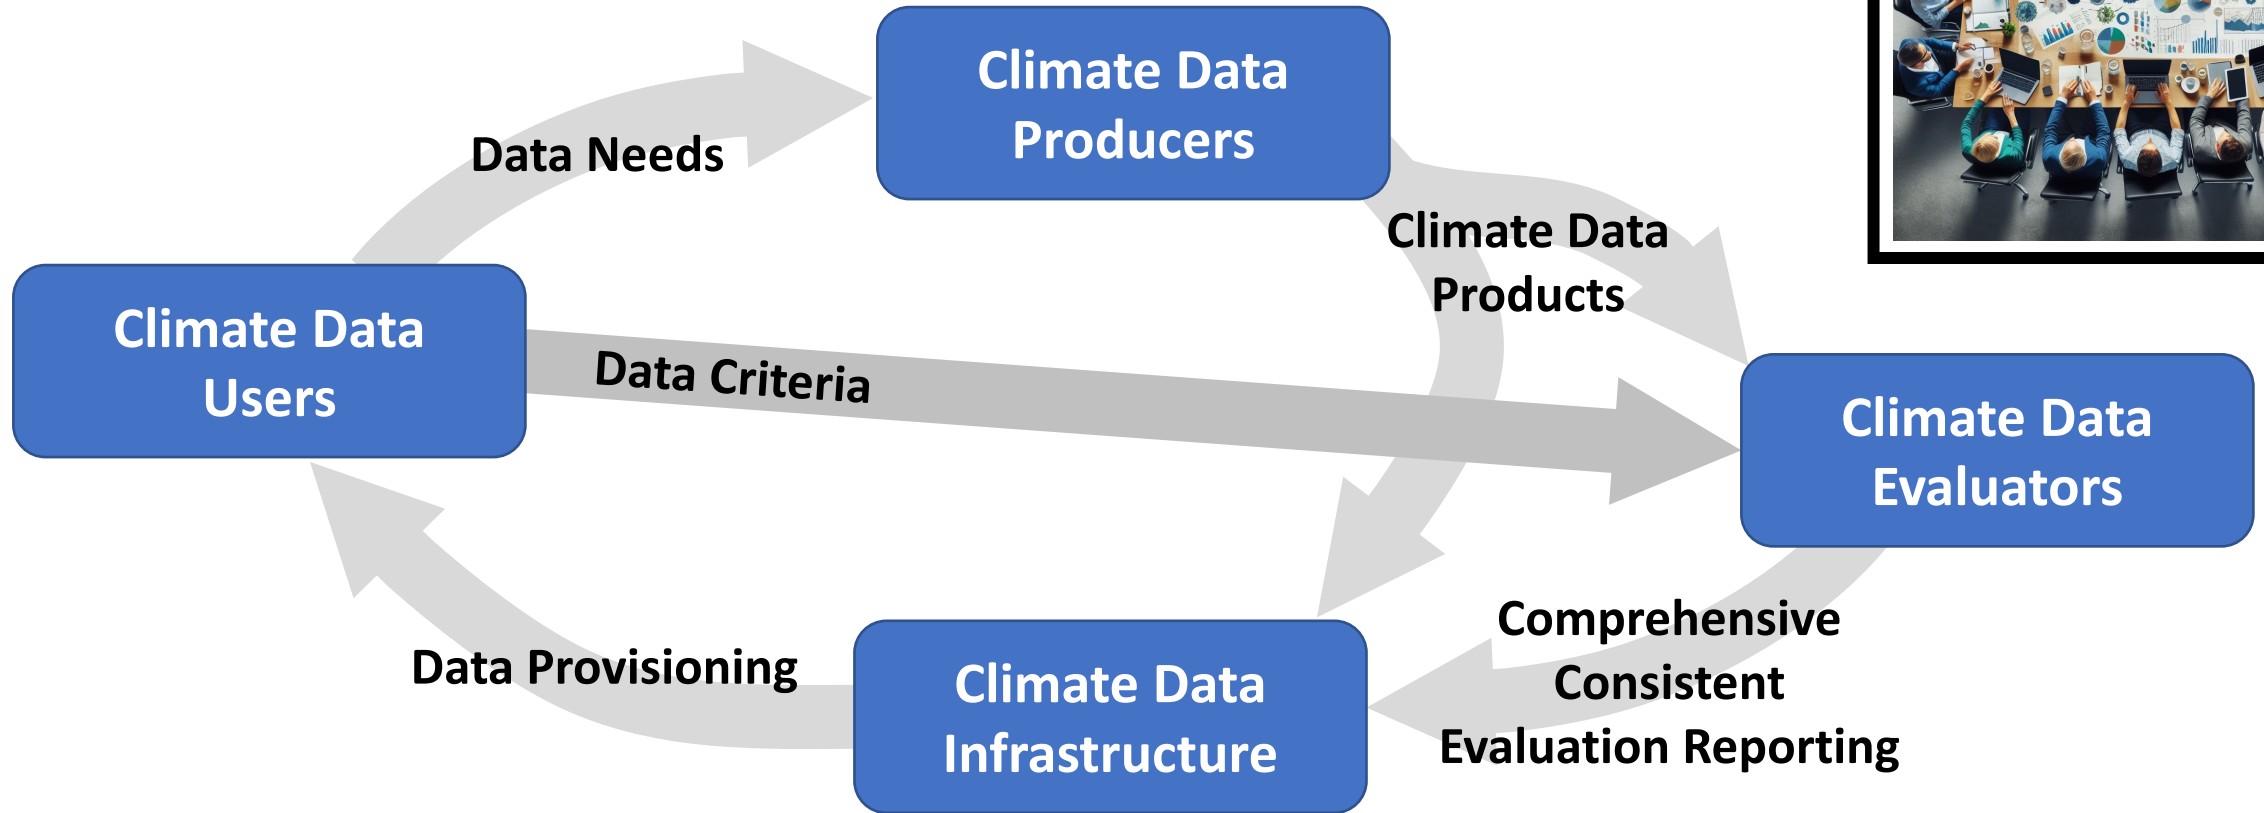 Climate Data
Producers
Data Needs
Climate Data
Products
Climate Data
Users
Data Criteria
Climate Data
Evaluators
Comprehensive
Consistent
Evaluation Reporting
Data Provisioning
Climate Data
Infrastructure